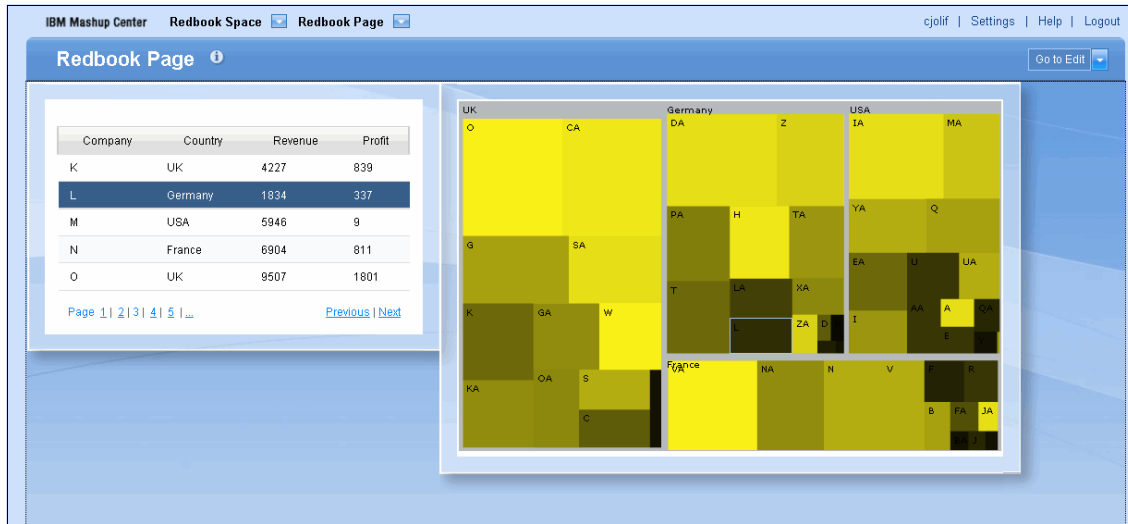 IBM Mashup Center Redbook Space Redbook Page cjolif | Settings | Help | Logout
Redbook Page i Go to Edit
Company Country Revenue Profit
K UK 4227 839
L Germany 1834 337
M USA 5946 9
N France 6904 811
O UK 9507 1801
Page 1 | 2 | 3 | 4 | 5 | ... Previous | Next
UK
O CA
G SA
K GA W
KA OA S
C
Germany
DA Z
PA H TA
T LA XA
L ZA D
USA
IA MA
YA Q
EA U UA
I AA A QA
E Y
France
VA NA N V F R
B FA JA
BA J